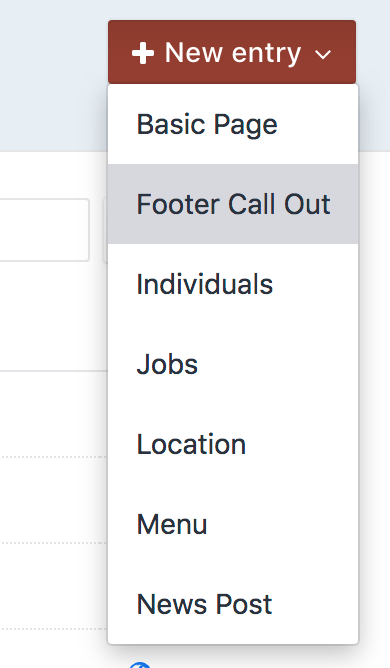 New entry
Basic Page
Footer Call Out
Individuals
Jobs
Location
Menu
News Post